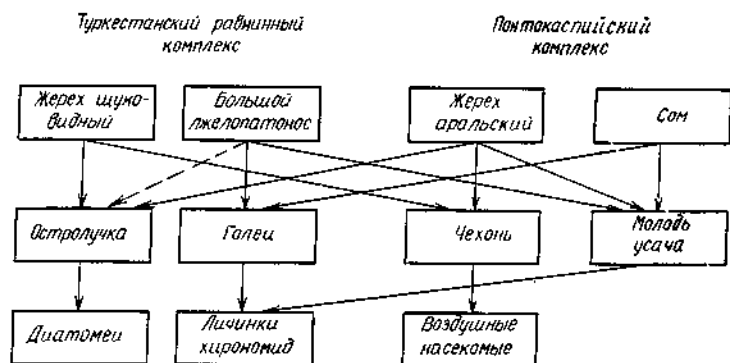 Туркестанский равнинный
комплекс
Понтокаспийский
комплекс
Жерех щуко-
видный
Большой
лжелопатонос
Жерех
аральский
Сом
Остролучка
Голец
Чехонь
Молодь
усача
Диатомеи
Личинки
хирономид
Воздушные
насекомые